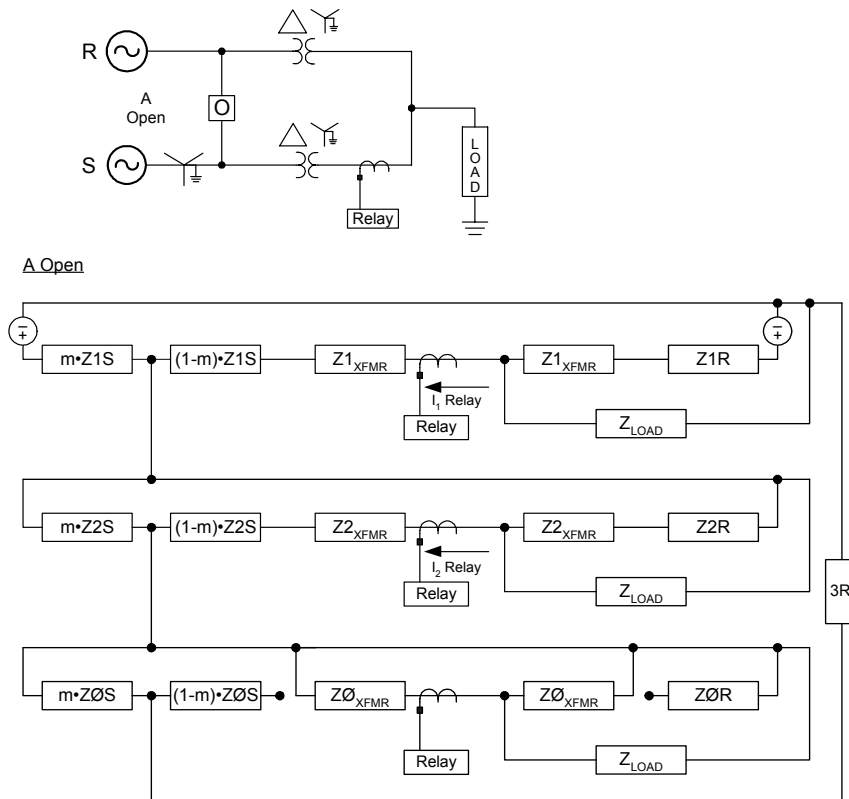 R
A
Open
O
S
LOAD
Relay
A Open
m•Z1S
(1-m)•Z1S
Z1XFMR
Z1XFMR
Z1R
I1 Relay
Relay
ZLOAD
m•Z2S
(1-m)•Z2S
Z2XFMR
Z2XFMR
Z2R
I2 Relay
Relay
ZLOAD
3R
m•ZØS
(1-m)•ZØS
ZØXFMR
ZØXFMR
ZØR
Relay
ZLOAD